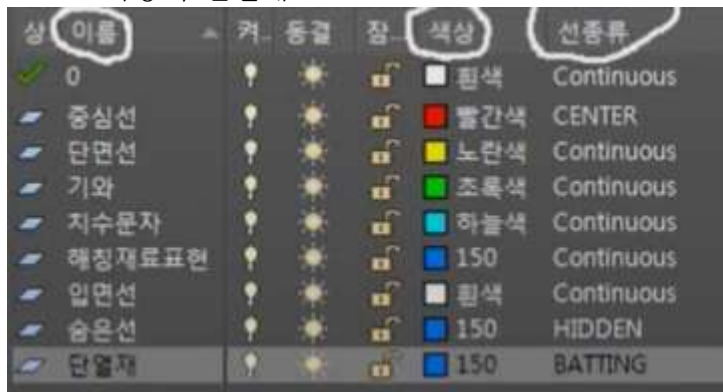 상 이름 켜.. 동결 잠... 색상 선종류
0 흰색 Continuous
중심선 빨간색 CENTER
단면선 노란색 Continuous
기와 초록색 Continuous
치수문자 하늘색 Continuous
해칭재료표현 150 Continuous
입면선 흰색 Continuous
숨은선 150 HIDDEN
단열재 150 BATTING